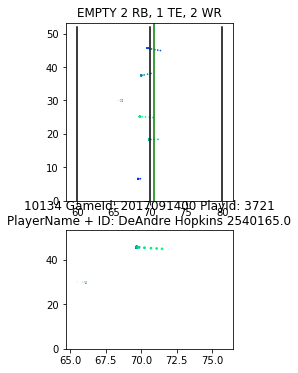 EMPTY 2 RB, 1 TE, 2 WR
50
40
30
20
10
0
60 65 70 75 80
10134 GameId: 2017091400 PlayId: 3721
PlayerName + ID: DeAndre Hopkins 2540165.0
40
20
0
65.0 67.5 70.0 72.5 75.0